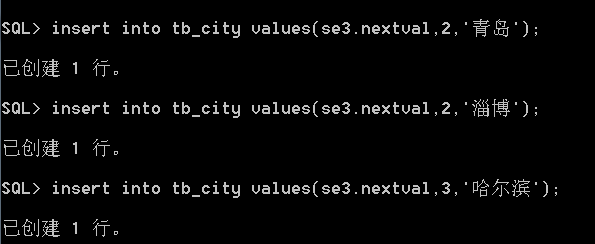 SQL> insert into tb_city values(se3.nextval,2,'青岛');
已创建 1 行。
SQL> insert into tb_city values(se3.nextval,2,'淄博');
已创建 1 行。
SQL> insert into tb_city values(se3.nextval,3,'哈尔滨');
已创建 1 行。